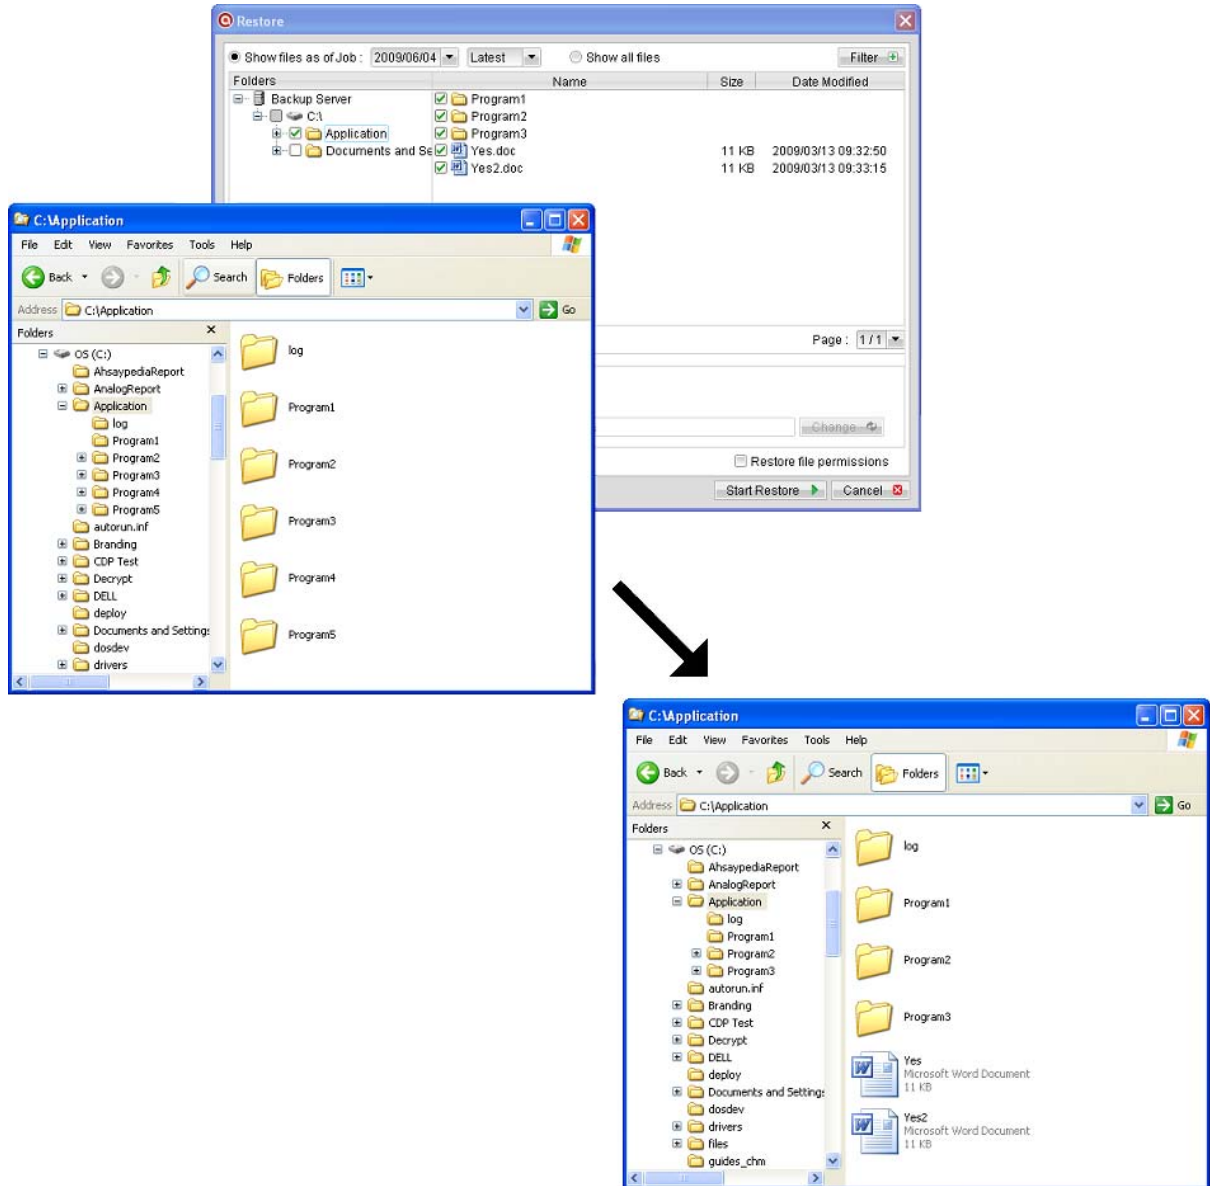 Restore
Show files as of Job : 2009/06/04 Latest Show all files Filter
Folders Name Size Date Modified
Backup Server
C:\
Application
Documents and Se
Program1
Program2
Program3
Yes.doc 11 KB 2009/03/13 09:32:50
Yes2.doc 11 KB 2009/03/13 09:33:15
Page : 1 / 1
Change
Restore file permissions
Start Restore Cancel
C:\Application
File Edit View Favorites Tools Help
Back Search Folders
Address C:\Application Go
Folders
OS (C:)
AhsaypediaReport
AnalogReport
Application
log
Program1
Program2
Program3
Program4
Program5
autorun.inf
Branding
CDP Test
Decrypt
DELL
deploy
Documents and Settings
dosdev
drivers
log
Program1
Program2
Program3
Program4
Program5
C:\Application
File Edit View Favorites Tools Help
Back Search Folders
Address C:\Application Go
Folders
OS (C:)
AhsaypediaReport
AnalogReport
Application
log
Program1
Program2
Program3
autorun.inf
Branding
CDP Test
Decrypt
DELL
deploy
Documents and Settings
dosdev
drivers
files
guides_chm
log
Program1
Program2
Program3
Yes
Microsoft Word Document
11 KB
Yes2
Microsoft Word Document
11 KB